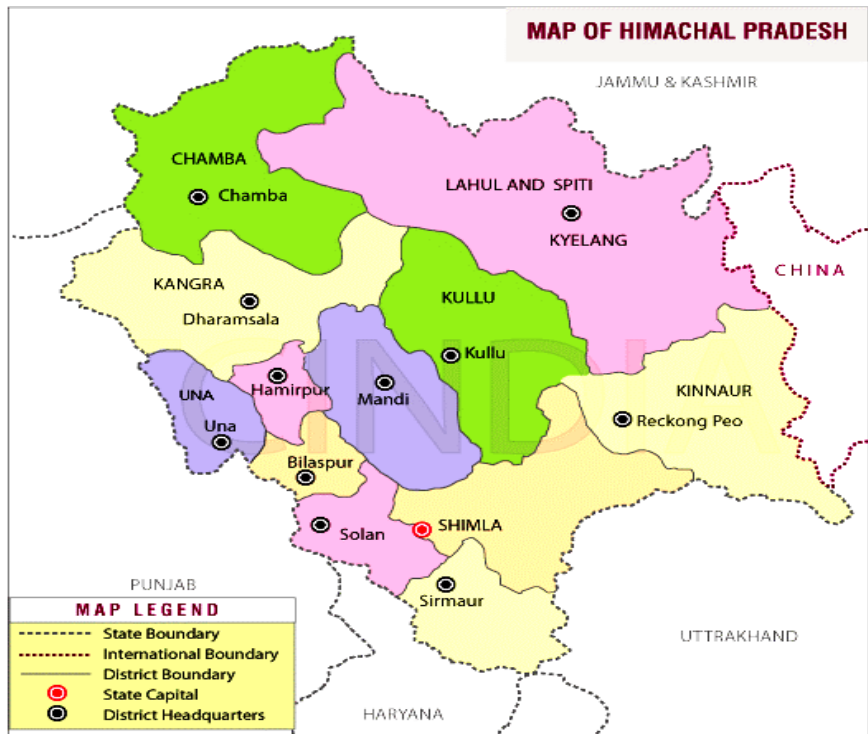 MAP OF HIMACHAL PRADESH
JAMMU & KASHMIR
CHAMBA
Chamba
LAHUL AND SPITI
KYELANG
CHINA
KANGRA
Dharamsala
KULLU
Kullu
UNA
Una
Hamirpur
Mandi
KINNAUR
Reckong Peo
Bilaspur
Solan
SHIMLA
Sirmaur
PUNJAB
UTTRAKHAND
HARYANA
MAP LEGEND
State Boundary
International Boundary
District Boundary
State Capital
District Headquarters